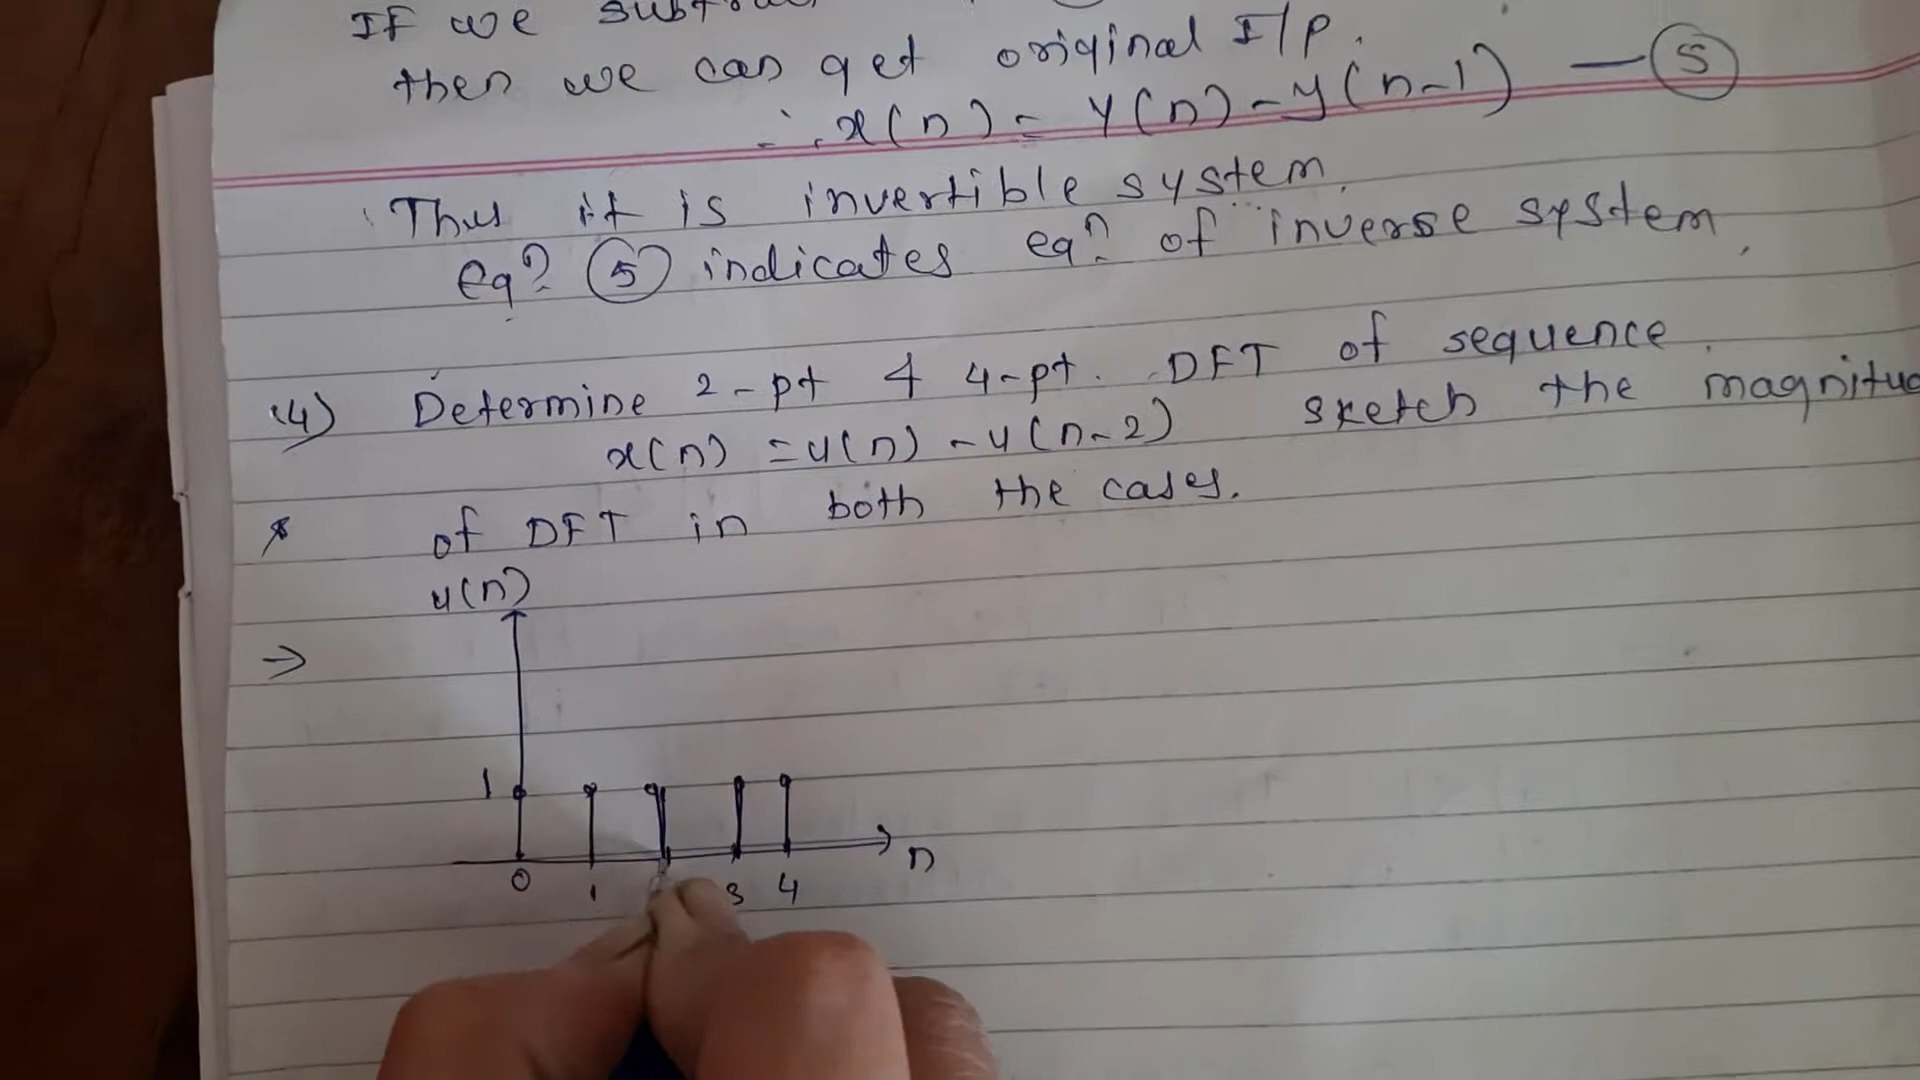 If we
then we can get original I/P.
∴ x(n) = y(n) - y(n-1) — 5
Thus it is invertible system.
eqn 5 indicates eqn of inverse system.
(4) Determine 2-pt & 4-pt. DFT of sequence.
x(n) = u(n) - u(n-2) sketch the magnitud
of DFT in both the cases.
u(n)
→
1
n
0 1 3 4